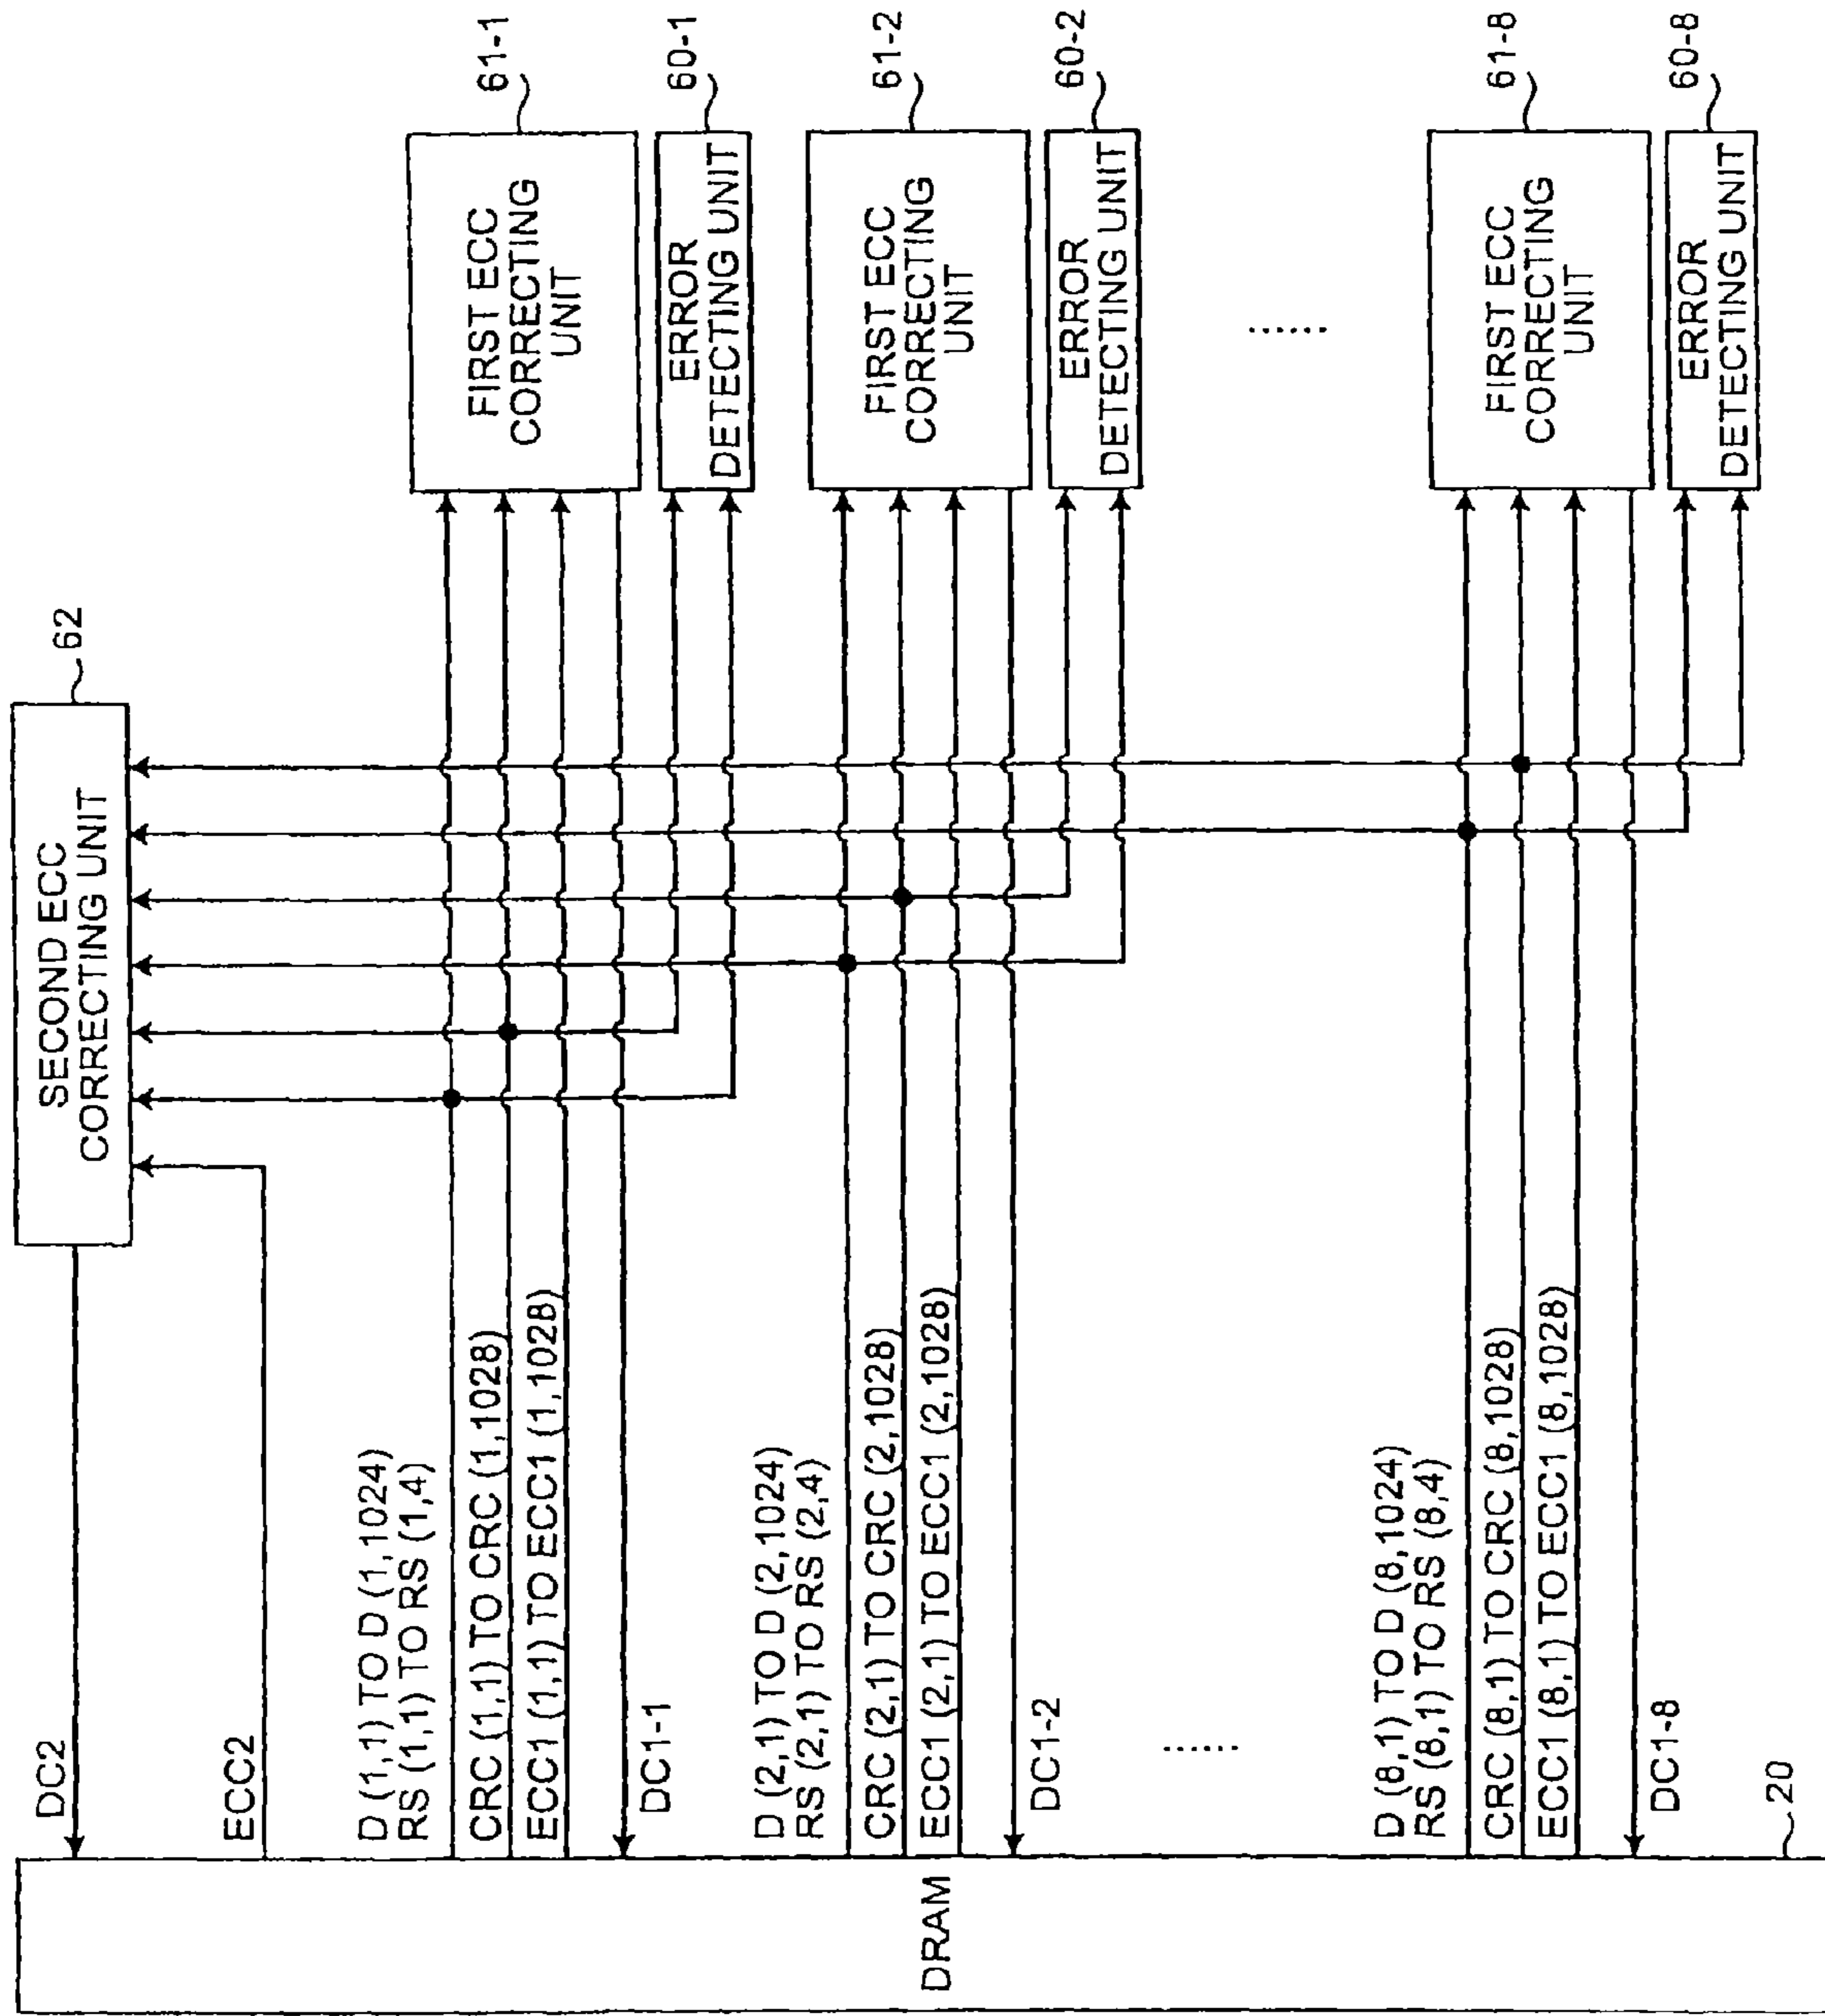 SECOND ECC
CORRECTING UNIT
62
DC2
ECC2
D (1,1) TO D (1,1024)
RS (1,1) TO RS (1,4)
CRC (1,1) TO CRC (1,1028)
ECC1 (1,1) TO ECC1 (1,1028)
DC1-1
FIRST ECC
CORRECTING
UNIT
61-1
ERROR
DETECTING UNIT
60-1
D (2,1) TO D (2,1024)
RS (2,1) TO RS (2,4)
CRC (2,1) TO CRC (2,1028)
ECC1 (2,1) TO ECC1 (2,1028)
DC1-2
FIRST ECC
CORRECTING
UNIT
61-2
ERROR
DETECTING UNIT
60-2
......
......
D (8,1) TO D (8,1024)
RS (8,1) TO RS (8,4)
CRC (8,1) TO CRC (8,1028)
ECC1 (8,1) TO ECC1 (8,1028)
DC1-8
FIRST ECC
CORRECTING
UNIT
61-8
ERROR
DETECTING UNIT
60-8
DRAM
20